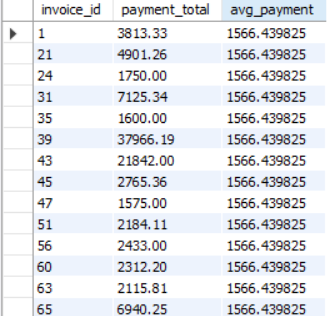 invoice_id payment_total avg_payment
1 3813.33 1566.439825
21 4901.26 1566.439825
24 1750.00 1566.439825
31 7125.34 1566.439825
35 1600.00 1566.439825
39 37966.19 1566.439825
43 21842.00 1566.439825
45 2765.36 1566.439825
47 1575.00 1566.439825
51 2184.11 1566.439825
56 2433.00 1566.439825
60 2312.20 1566.439825
63 2115.81 1566.439825
65 6940.25 1566.439825